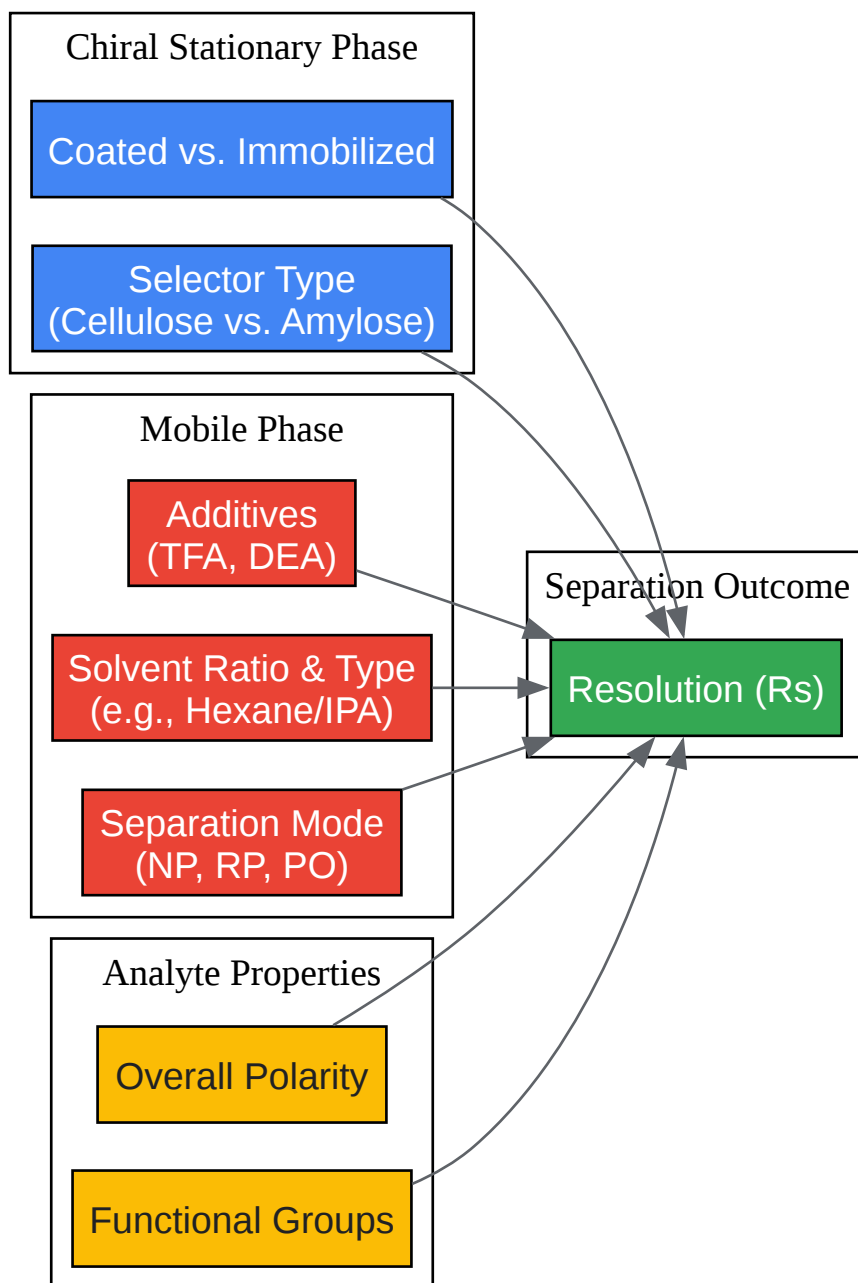 Chiral Stationary Phase
Coated vs. Immobilized
Selector Type
(Cellulose vs. Amylose)
Mobile Phase
Additives
(TFA, DEA)
Solvent Ratio & Type
(e.g., Hexane/IPA)
Separation Mode
(NP, RP, PO)
Analyte Properties
Overall Polarity
Functional Groups
Separation Outcome
Resolution (Rs)